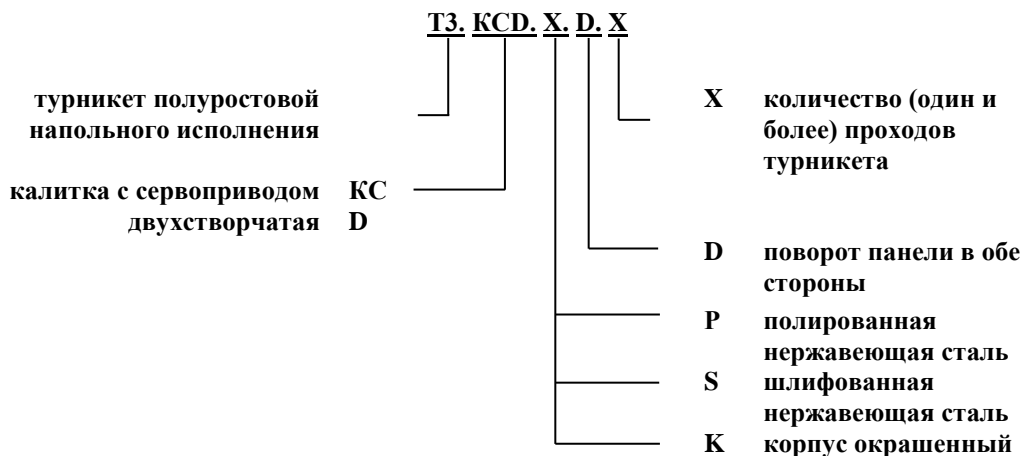 Т3. КСD. X. D. X
турникет полуростовой
напольного исполнения
калитка с сервоприводом КС
двухстворчатая D
X количество (один и
более) проходов
турникета
D поворот панели в обе
стороны
P полированная
нержавеющая сталь
S шлифованная
нержавеющая сталь
K корпус окрашенный